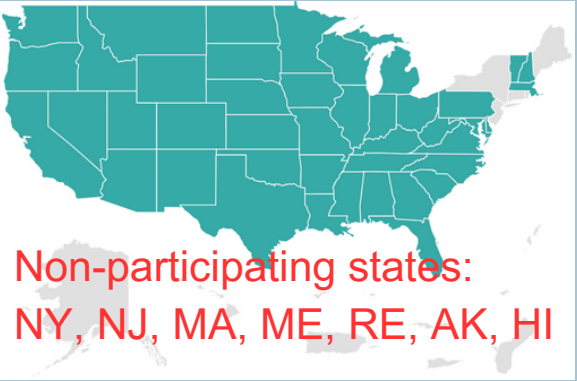 Non-participating states:
NY, NJ, MA, ME, RE, AK, HI